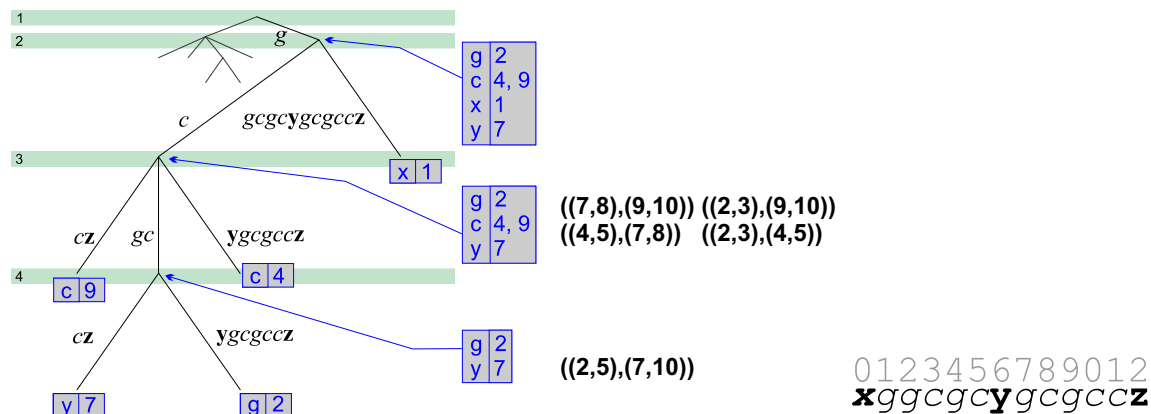 1
2
g
g 2
c 4, 9
x 1
y 7
c
gcgcygcgccz
3
x 1
g 2
c 4, 9
y 7
((7,8),(9,10)) ((2,3),(9,10))
((4,5),(7,8)) ((2,3),(4,5))
cz
gc
ygcgccz
4
c 9
c 4
cz
ygcgccz
g 2
y 7
((2,5),(7,10))
0123456789012
xggcgcygcgccz
y 7
g 2